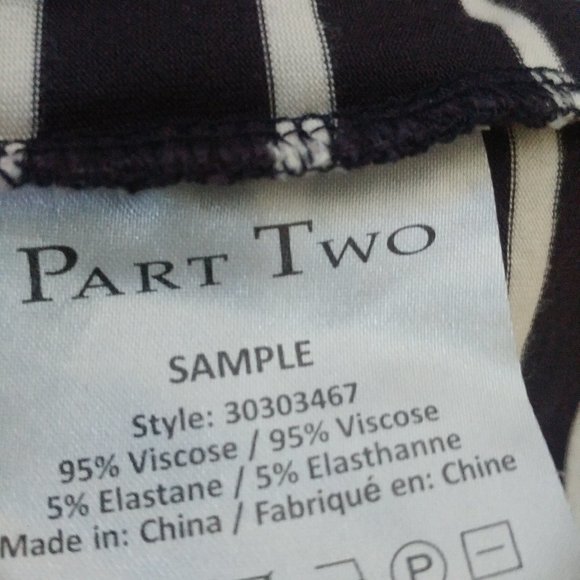 PART TWO
SAMPLE
Style: 30303467
95% Viscose / 95% Viscose
5% Elastane / 5% Elasthanne
Made in: China / Fabriqué en: Chine
P